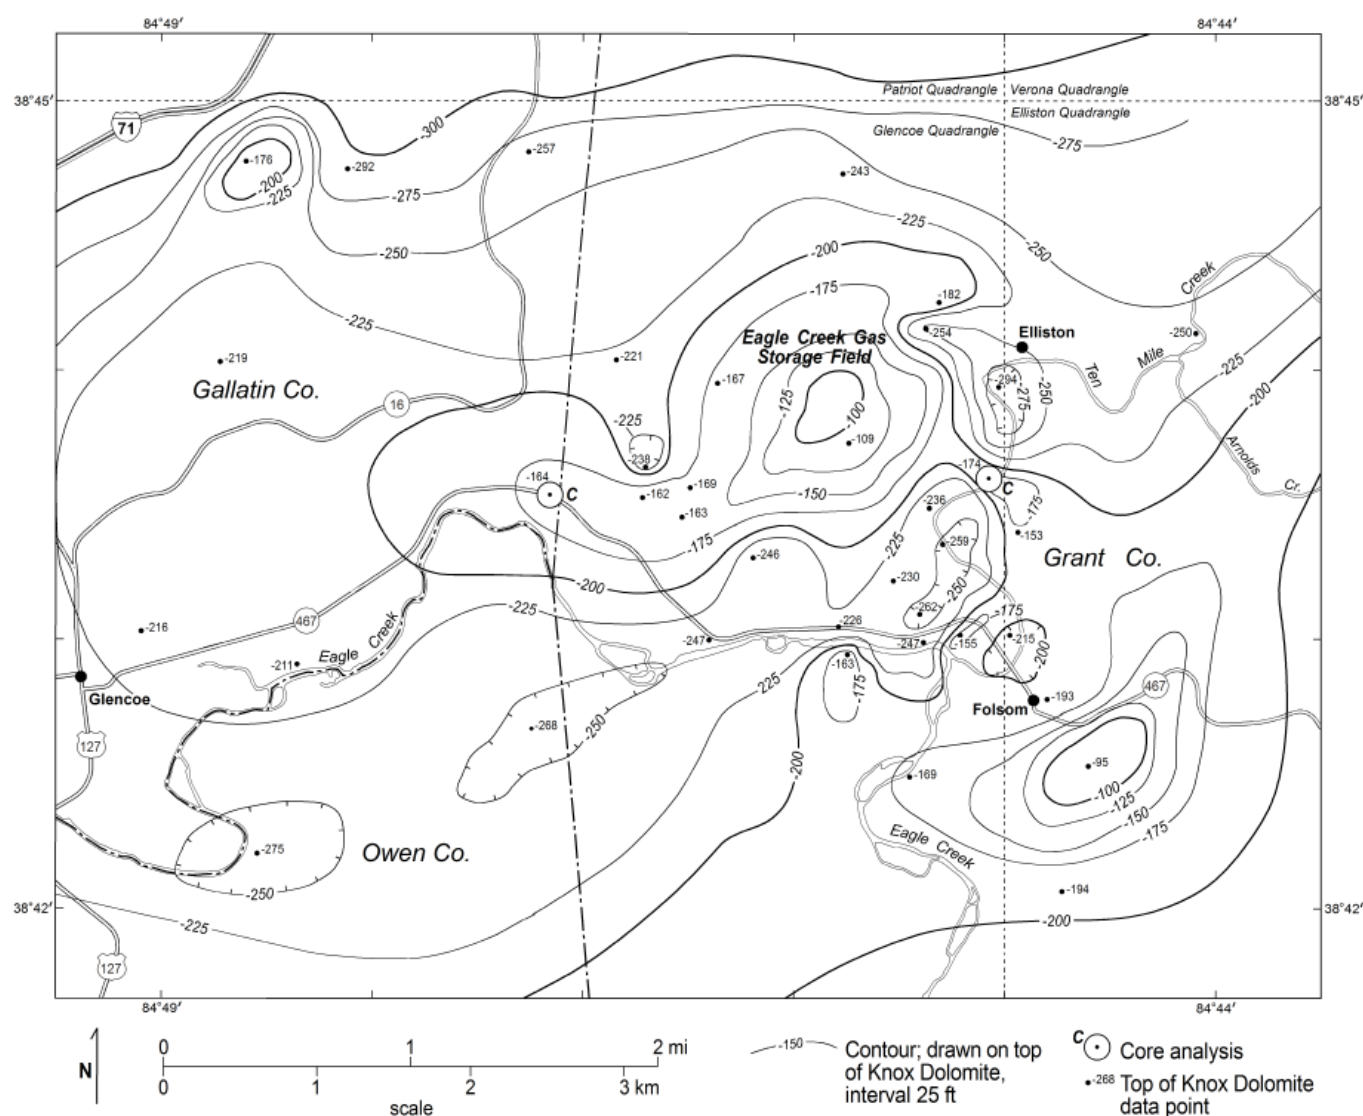 84°49′
84°44′
38°45′
38°45′
Patriot Quadrangle
Verona Quadrangle
Elliston Quadrangle
Glencoe Quadrangle
71
-300
-275
-257
-176
-292
-243
-200
-225
-275
-225
-250
-250
-200
Creek
-175
-182
-225
-254
Elliston
-250
Eagle Creek Gas
Storage Field
-221
-219
Mile
Ten
-225
Gallatin Co.
-167
-294
-250
-275
-200
16
-125
-100
-225
-109
Arnolds
-238
-174
-164
C
C
Cr.
-169
-162
-150
-175
-163
-236
-153
-175
-259
Grant Co.
-246
-225
-200
-230
-250
-225
-262
-175
-216
467
Eagle Creek
-226
-247
-247
-155
-215
-211
-163
-200
Glencoe
225
-175
467
-193
Folsom
127
-268
-250
-200
-95
-169
-100
-125
-150
-175
Eagle Creek
Owen Co.
-275
-250
-194
38°42′
-225
-200
38°42′
127
84°49′
84°44′
N
0 1 2 mi
0 1 2 3 km
scale
-150
Contour; drawn on top
of Knox Dolomite,
interval 25 ft
C Core analysis
-268 Top of Knox Dolomite
data point